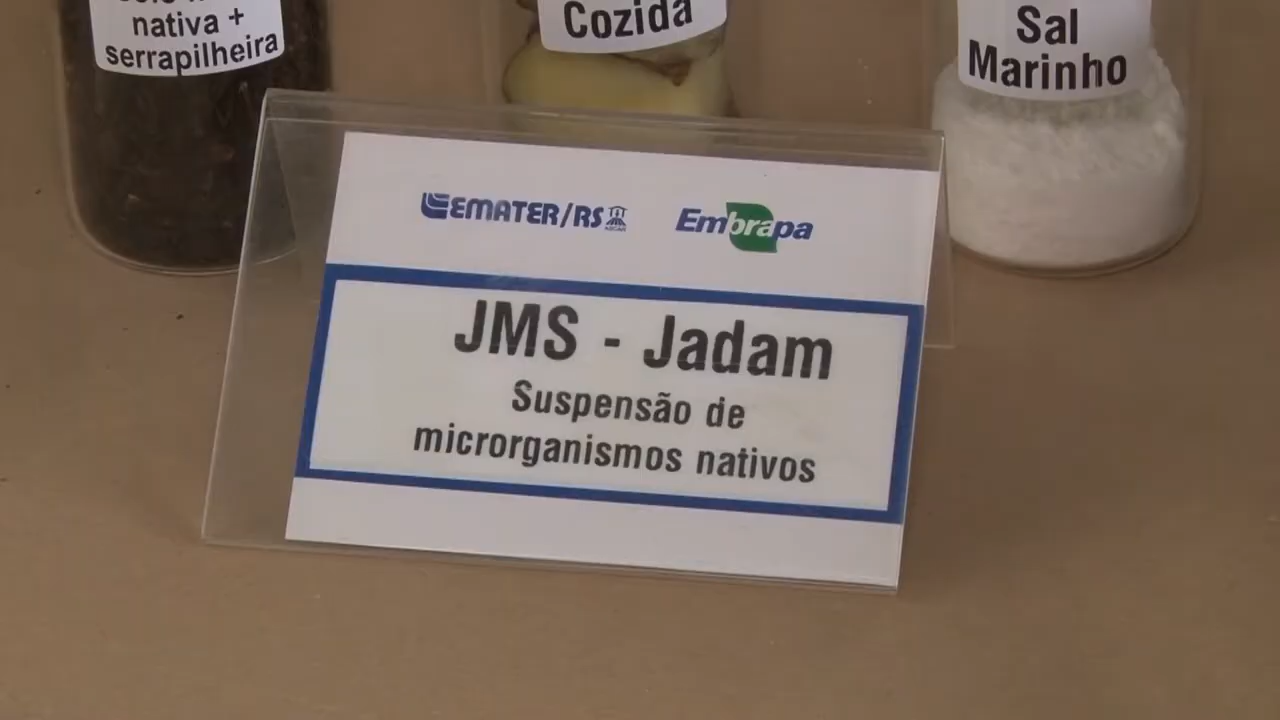 nativa +
serrapilheira
Cozida
Sal
Marinho
EMATER/RS
Embrapa
JMS - Jadam
Suspensão de
microrganismos nativos